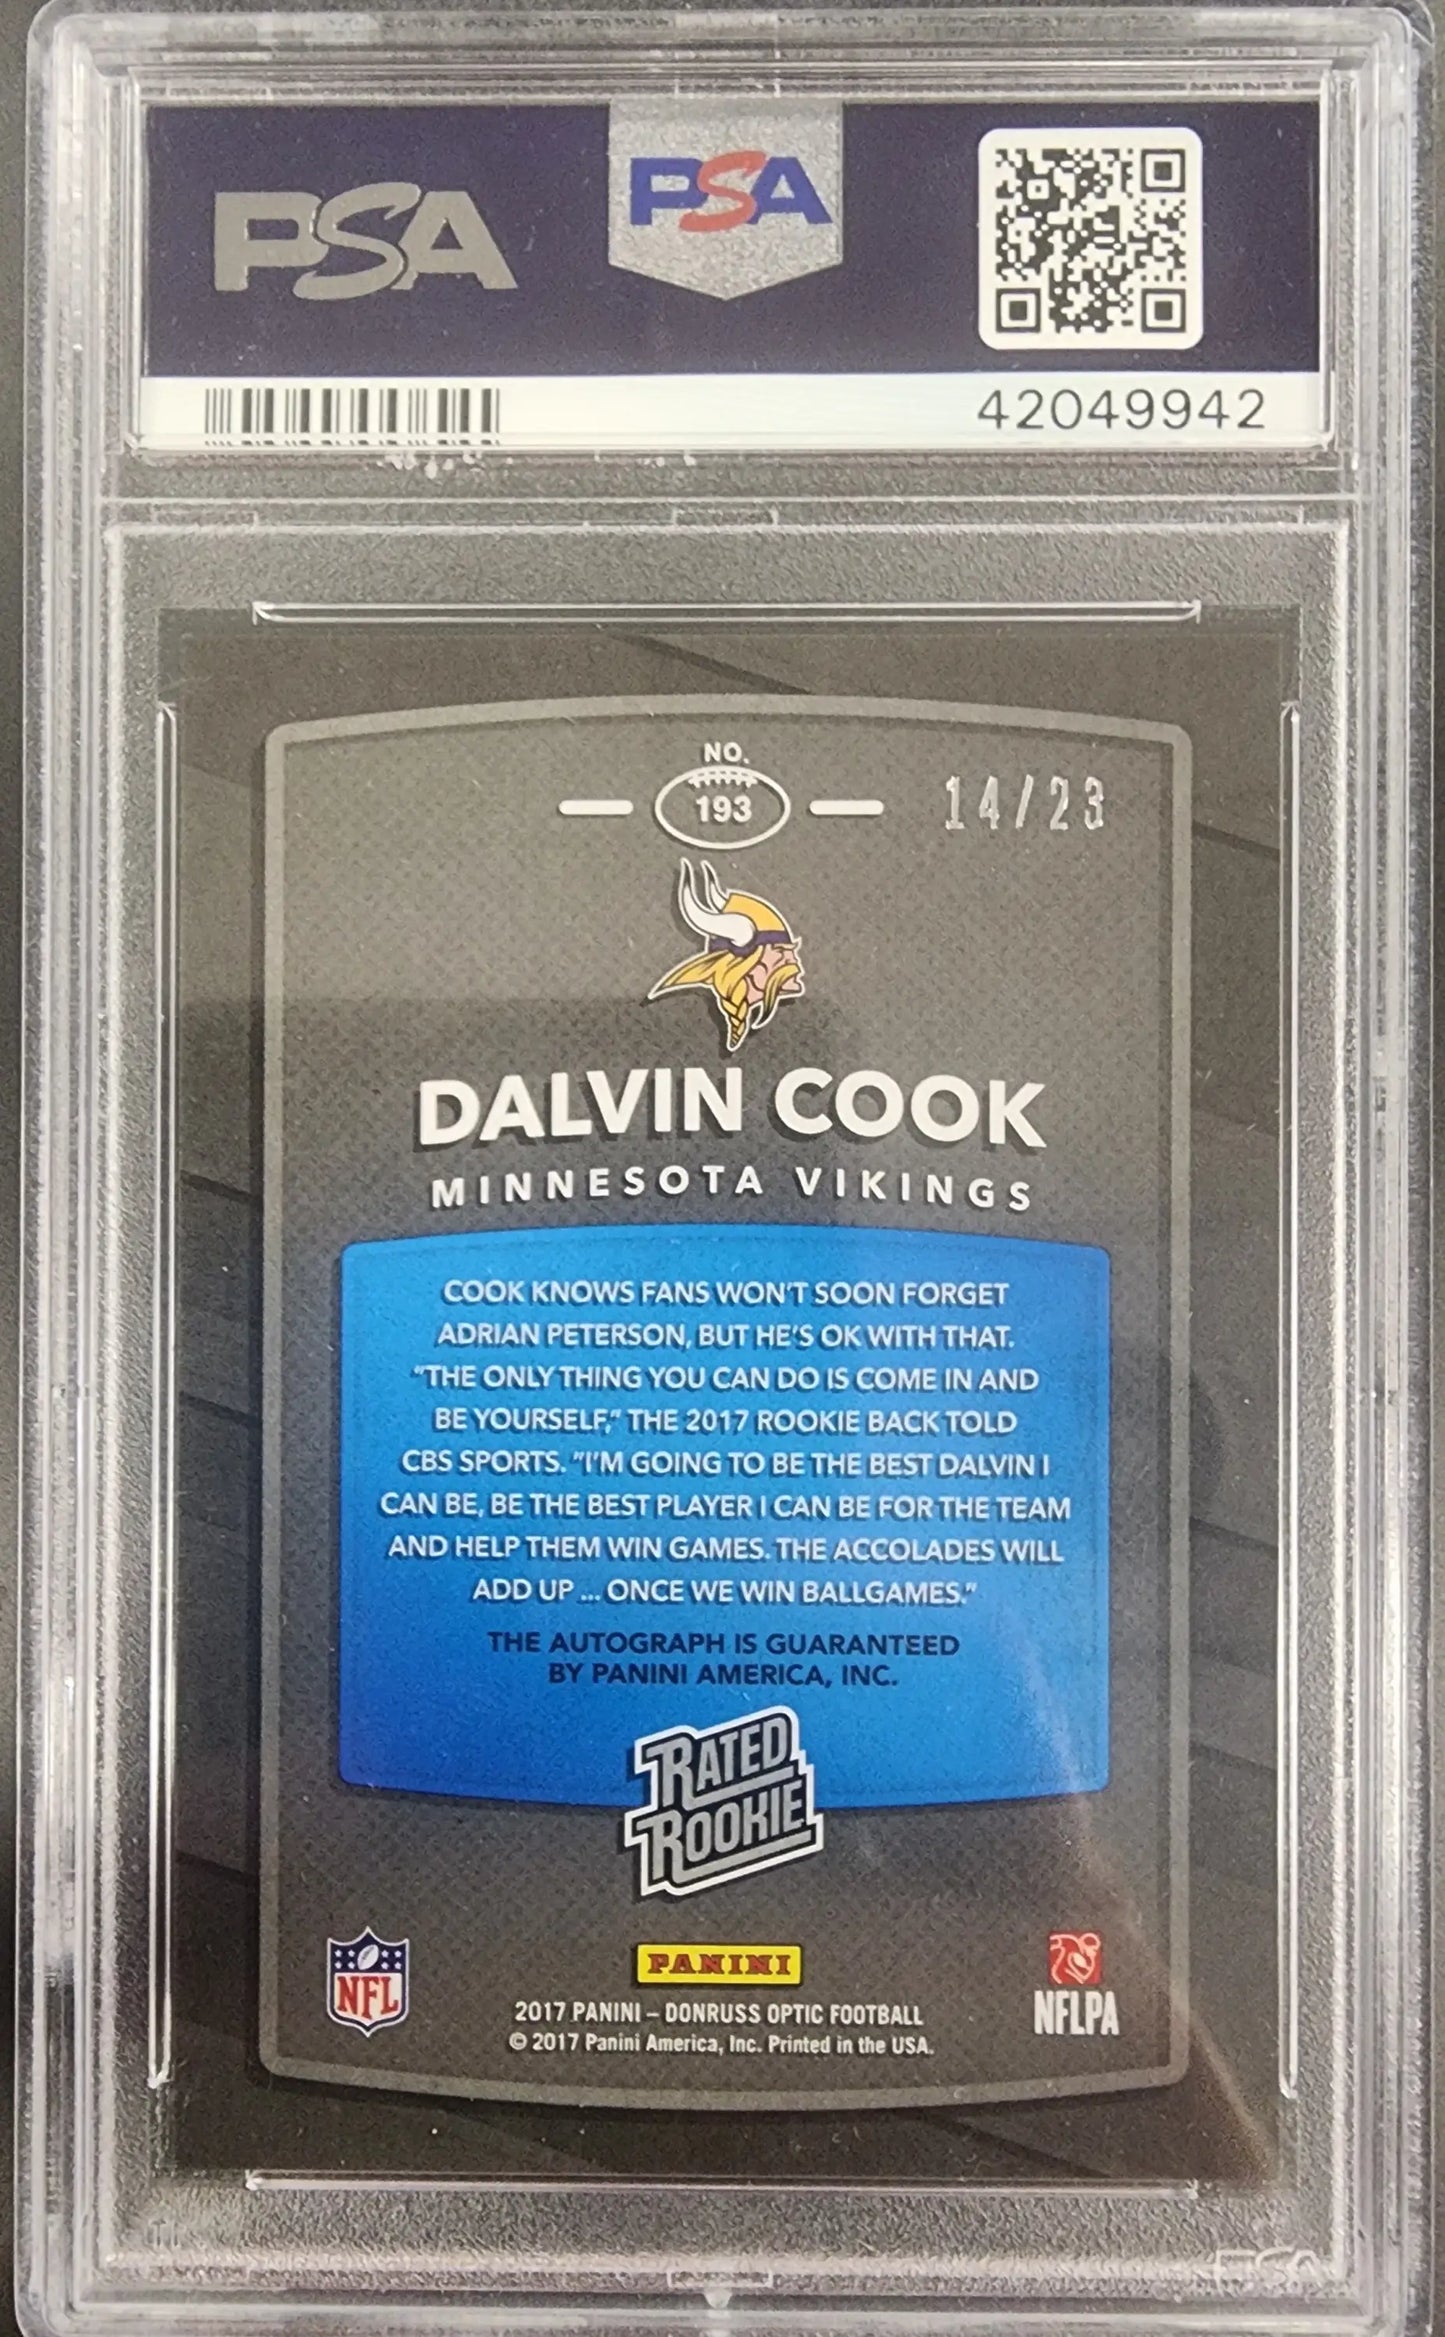 PSA
PSA
42049942
NO.
193
14/23
DALVIN COOK
MINNESOTA VIKINGS
COOK KNOWS FANS WON'T SOON FORGET
ADRIAN PETERSON, BUT HE'S OK WITH THAT.
"THE ONLY THING YOU CAN DO IS COME IN AND
BE YOURSELF," THE 2017 ROOKIE BACK TOLD
CBS SPORTS. "I'M GOING TO BE THE BEST DALVIN I
CAN BE, BE THE BEST PLAYER I CAN BE FOR THE TEAM
AND HELP THEM WIN GAMES. THE ACCOLADES WILL
ADD UP ... ONCE WE WIN BALLGAMES."
THE AUTOGRAPH IS GUARANTEED
BY PANINI AMERICA, INC.
RATED
ROOKIE
NFL
PANINI
NFLPA
2017 PANINI – DONRUSS OPTIC FOOTBALL
© 2017 Panini America, Inc. Printed in the USA.
PSA